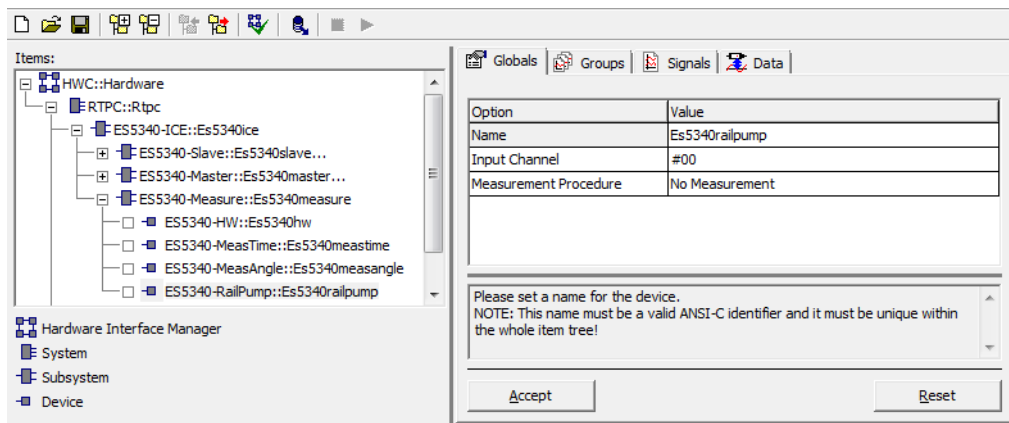 Items:
HWC::Hardware
RTPC::Rtpc
ES5340-ICE::Es5340ice
ES5340-Slave::Es5340slave...
ES5340-Master::Es5340master...
ES5340-Measure::Es5340measure
ES5340-HW::Es5340hw
ES5340-MeasTime::Es5340meastime
ES5340-MeasAngle::Es5340measangle
ES5340-RailPump::Es5340railpump
Hardware Interface Manager
System
Subsystem
Device
Globals Groups Signals Data
Option Value
Name Es5340railpump
Input Channel #00
Measurement Procedure No Measurement
Please set a name for the device.
NOTE: This name must be a valid ANSI-C identifier and it must be unique within
the whole item tree!
Accept Reset